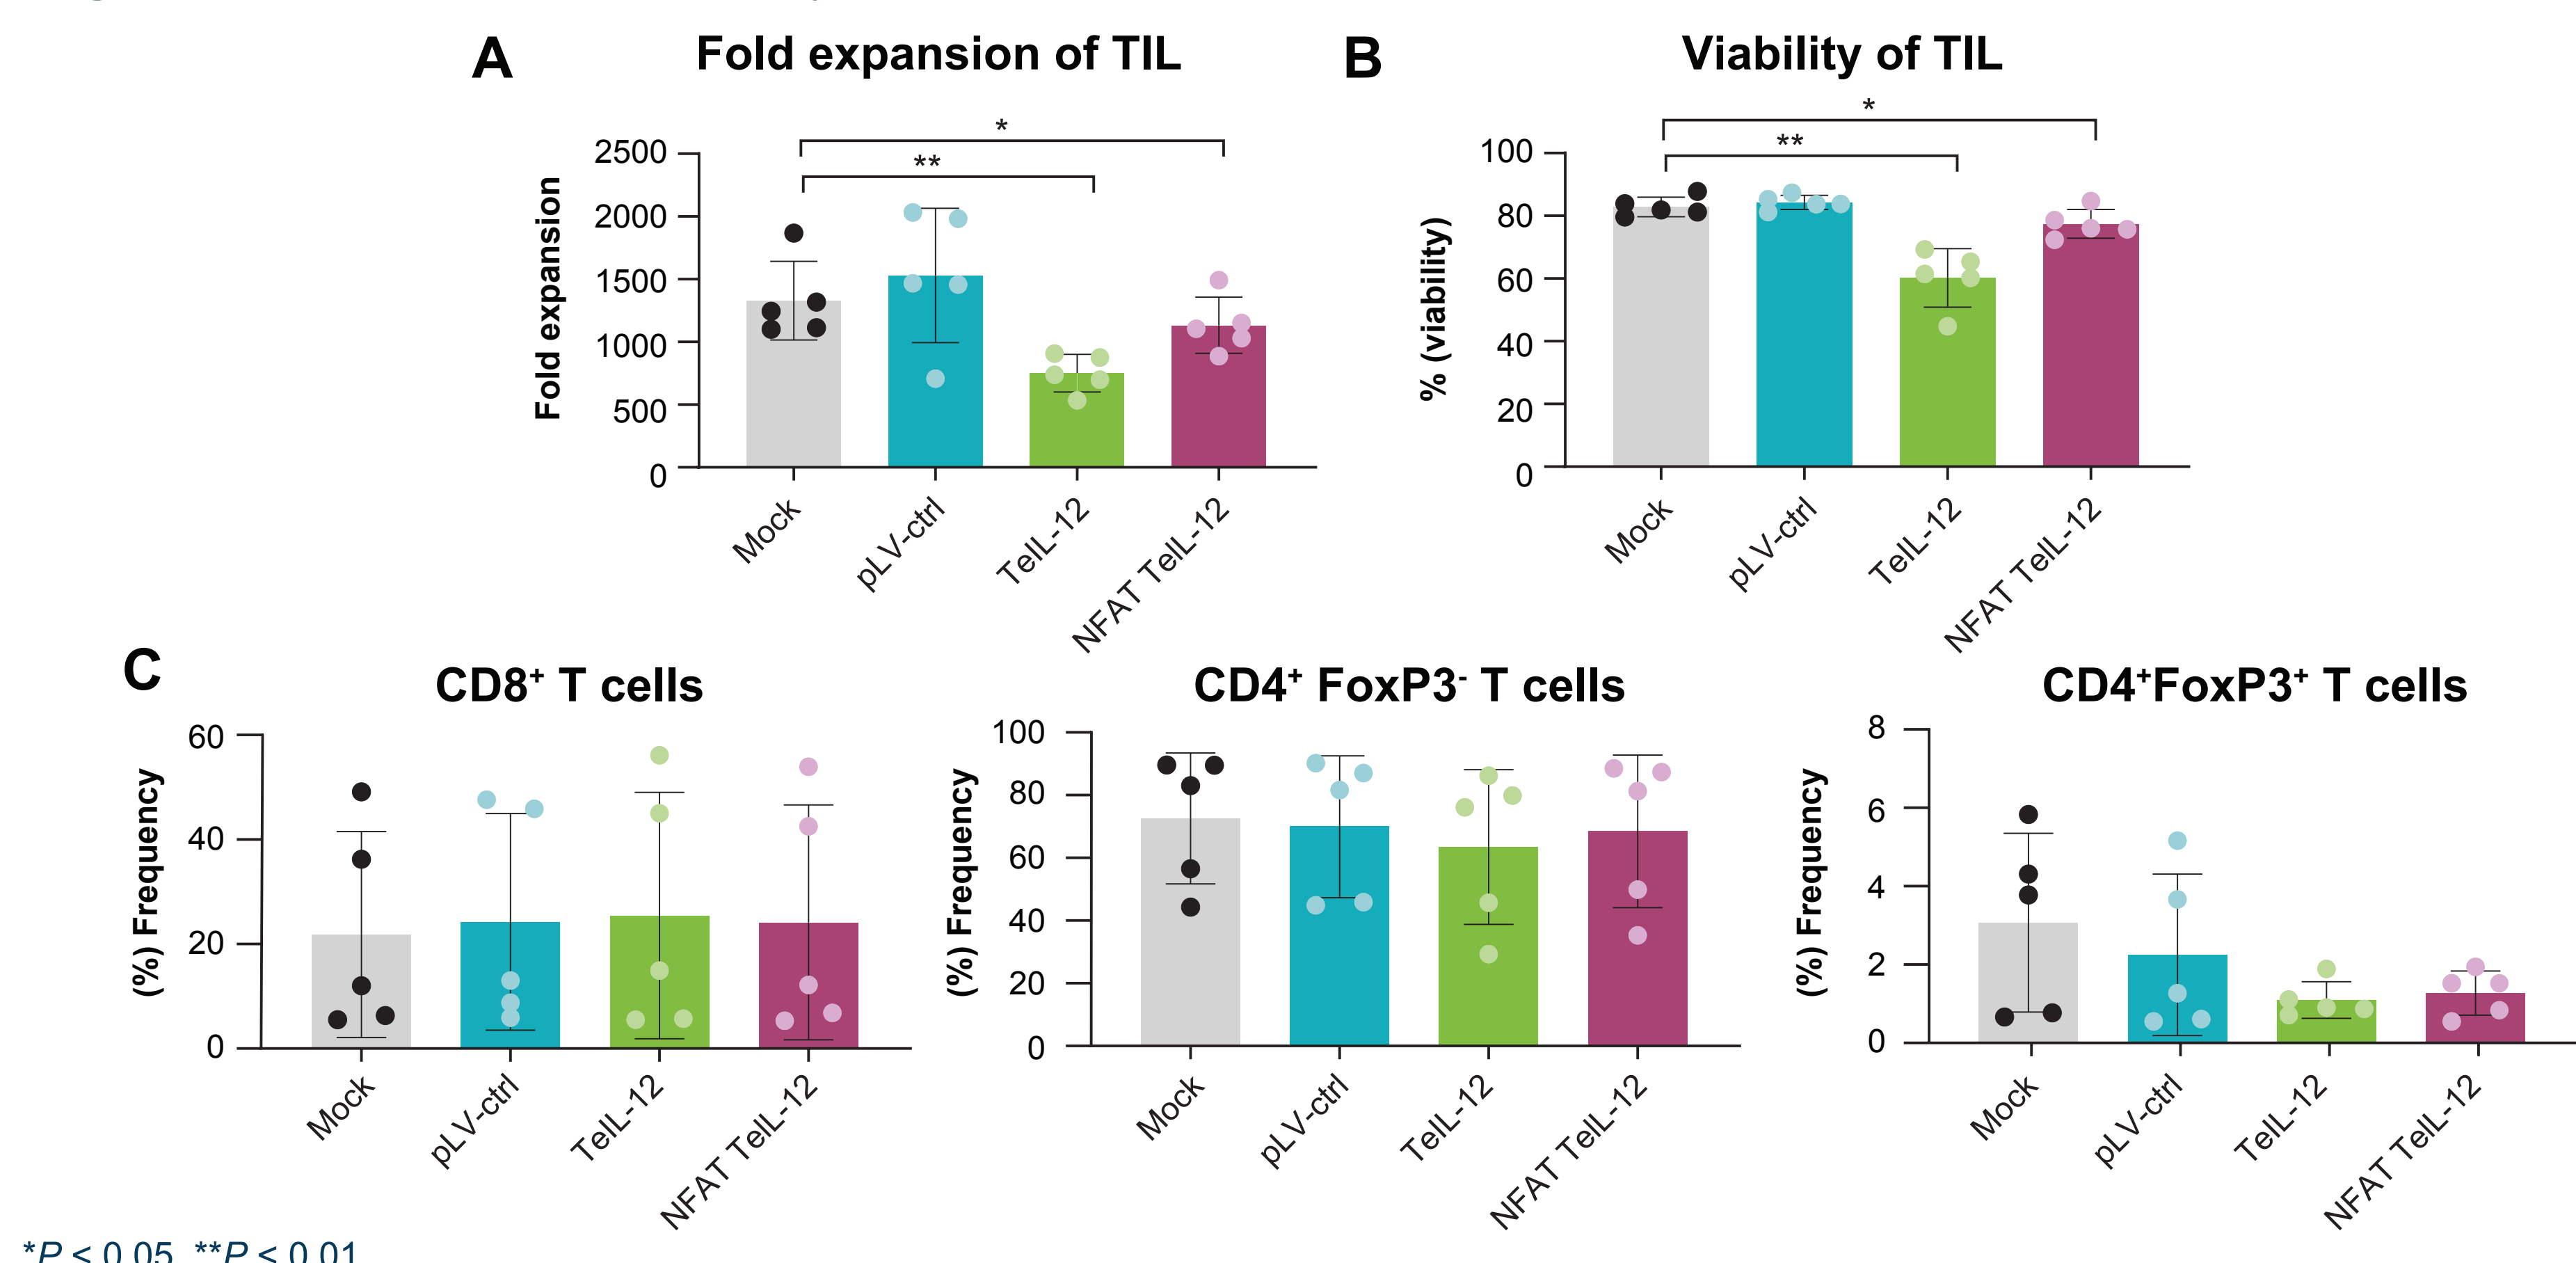 A
Fold expansion of TIL
*
**
Fold expansion
2500
2000
1500
1000
500
0
Mock
pLV-ctrl
TeIL-12
NFAT TeIL-12
B
Viability of TIL
*
**
% (viability)
100
80
60
40
20
0
Mock
pLV-ctrl
TeIL-12
NFAT TeIL-12
C
CD8⁺ T cells
(%) Frequency
60
40
20
0
Mock
pLV-ctrl
TeIL-12
NFAT TeIL-12
CD4⁺ FoxP3⁻ T cells
(%) Frequency
100
80
60
40
20
0
Mock
pLV-ctrl
TeIL-12
NFAT TeIL-12
CD4⁺FoxP3⁺ T cells
(%) Frequency
8
6
4
2
0
Mock
pLV-ctrl
TeIL-12
NFAT TeIL-12
*P < 0.05 **P < 0.01